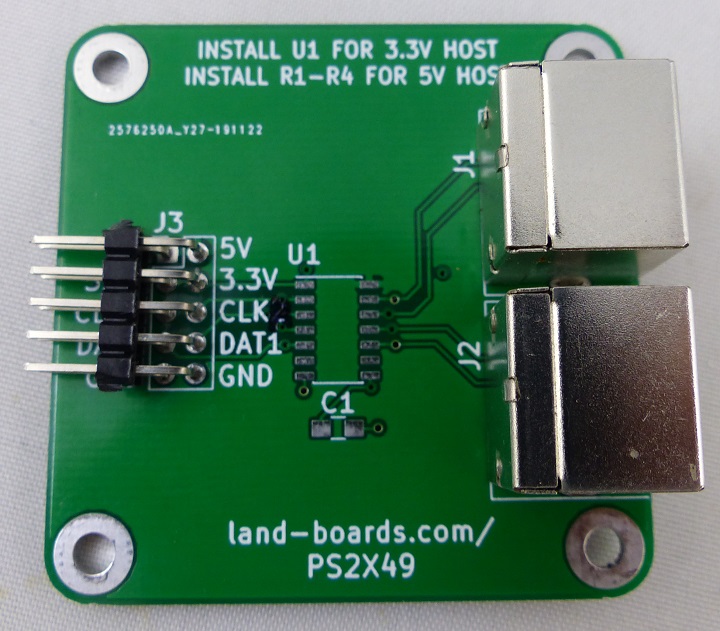 INSTALL U1 FOR 3.3V HOST
INSTALL R1-R4 FOR 5V HOS
2576250A_Y27-191122
J1
J3
5V
U1
3.3V
CLK
DAT1
GND
J2
C1
land-boards.com/
PS2X49